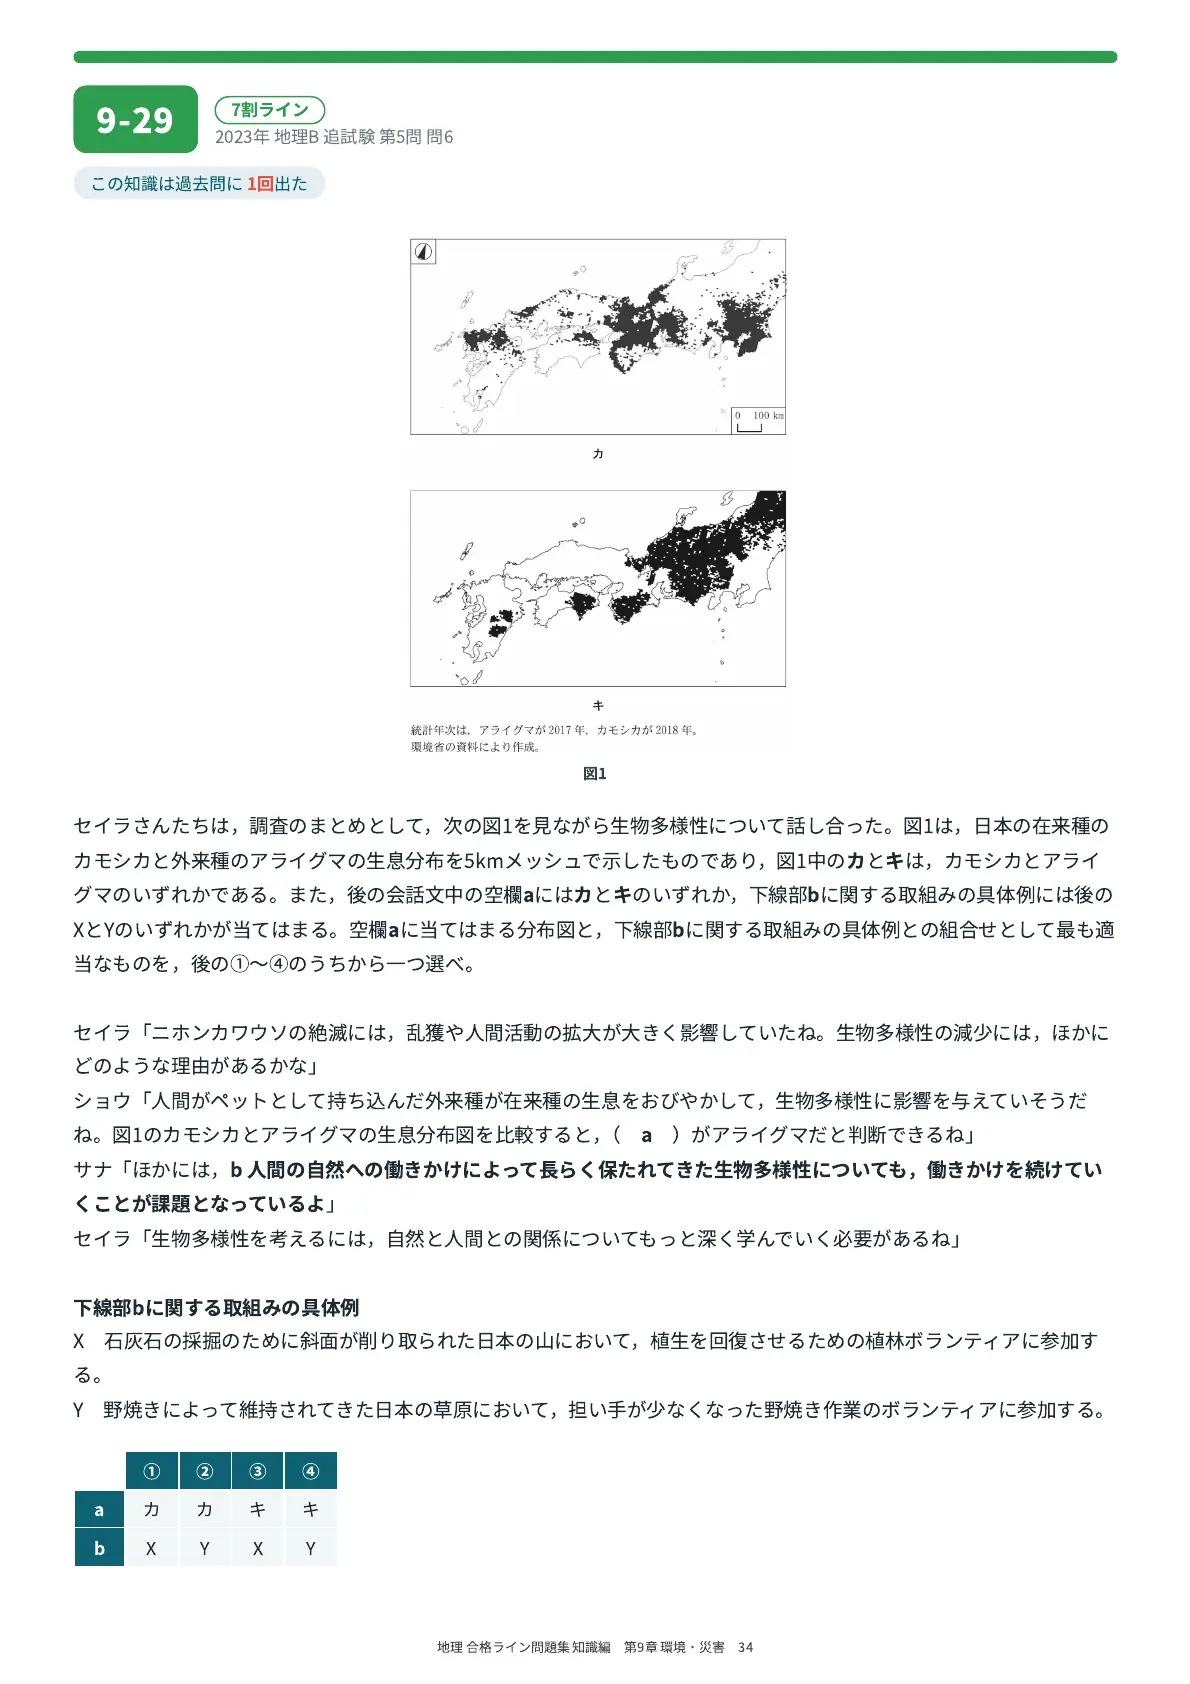 9-29
7割ライン
2023年 地理B 追試験 第5問 問6
この知識は過去問に 1回出た
0 100 km
カ
キ
統計年次は，アライグマが 2017 年，カモシカが 2018 年。
環境省の資料により作成。
図1
セイラさんたちは，調査のまとめとして，次の図1を見ながら生物多様性について話し合った。図1は，日本の在来種の
カモシカと外来種のアライグマの生息分布を5kmメッシュで示したものであり，図1中のカとキは，カモシカとアライ
グマのいずれかである。また，後の会話文中の空欄aにはカとキのいずれか，下線部bに関する取組みの具体例には後の
XとYのいずれかが当てはまる。空欄aに当てはまる分布図と，下線部bに関する取組みの具体例との組合せとして最も適
当なものを，後の①〜④のうちから一つ選べ。
セイラ「ニホンカワウソの絶滅には，乱獲や人間活動の拡大が大きく影響していたね。生物多様性の減少には，ほかに
どのような理由があるかな」
ショウ「人間がペットとして持ち込んだ外来種が在来種の生息をおびやかして，生物多様性に影響を与えていそうだ
ね。図1のカモシカとアライグマの生息分布図を比較すると，（ a ）がアライグマだと判断できるね」
サナ「ほかには，b 人間の自然への働きかけによって長らく保たれてきた生物多様性についても，働きかけを続けてい
くことが課題となっているよ」
セイラ「生物多様性を考えるには，自然と人間との関係についてもっと深く学んでいく必要があるね」
下線部bに関する取組みの具体例
X 石灰石の採掘のために斜面が削り取られた日本の山において，植生を回復させるための植林ボランティアに参加す
る。
Y 野焼きによって維持されてきた日本の草原において，担い手が少なくなった野焼き作業のボランティアに参加する。
① ② ③ ④
a カ カ キ キ
b X Y X Y
地理 合格ライン問題集 知識編 第9章 環境・災害 34